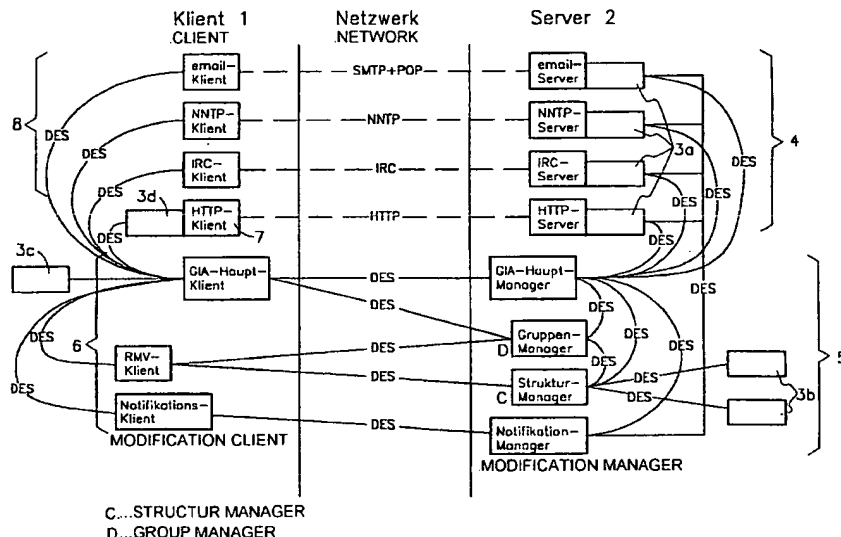 Klient 1 Netzwerk Server 2
CLIENT NETWORK
email-
Klient
SMTP+POP
email-
Server
8
DES
NNTP-
Klient
NNTP
NNTP-
Server
3a
DES
4
DES
IRC-
Klient
IRC
IRC-
Server
DES
DES
3d
HTTP-
Klient
HTTP
HTTP-
Server
DES
DES
DES
7
DES
3c
GIA-Haupt-
Klient
DES
GIA-Haupt-
Manager
DES
DES
DES
Gruppen-
Manager
D
DES
DES
DES
6
RMV-
Klient
DES
DES
DES
5
Struktur-
Manager
C
DES
DES
3b
DES
Notifikations-
Klient
DES
Notifikation-
Manager
MODIFICATION CLIENT
MODIFICATION MANAGER
C...STRUCTUR MANAGER
D...GROUP MANAGER